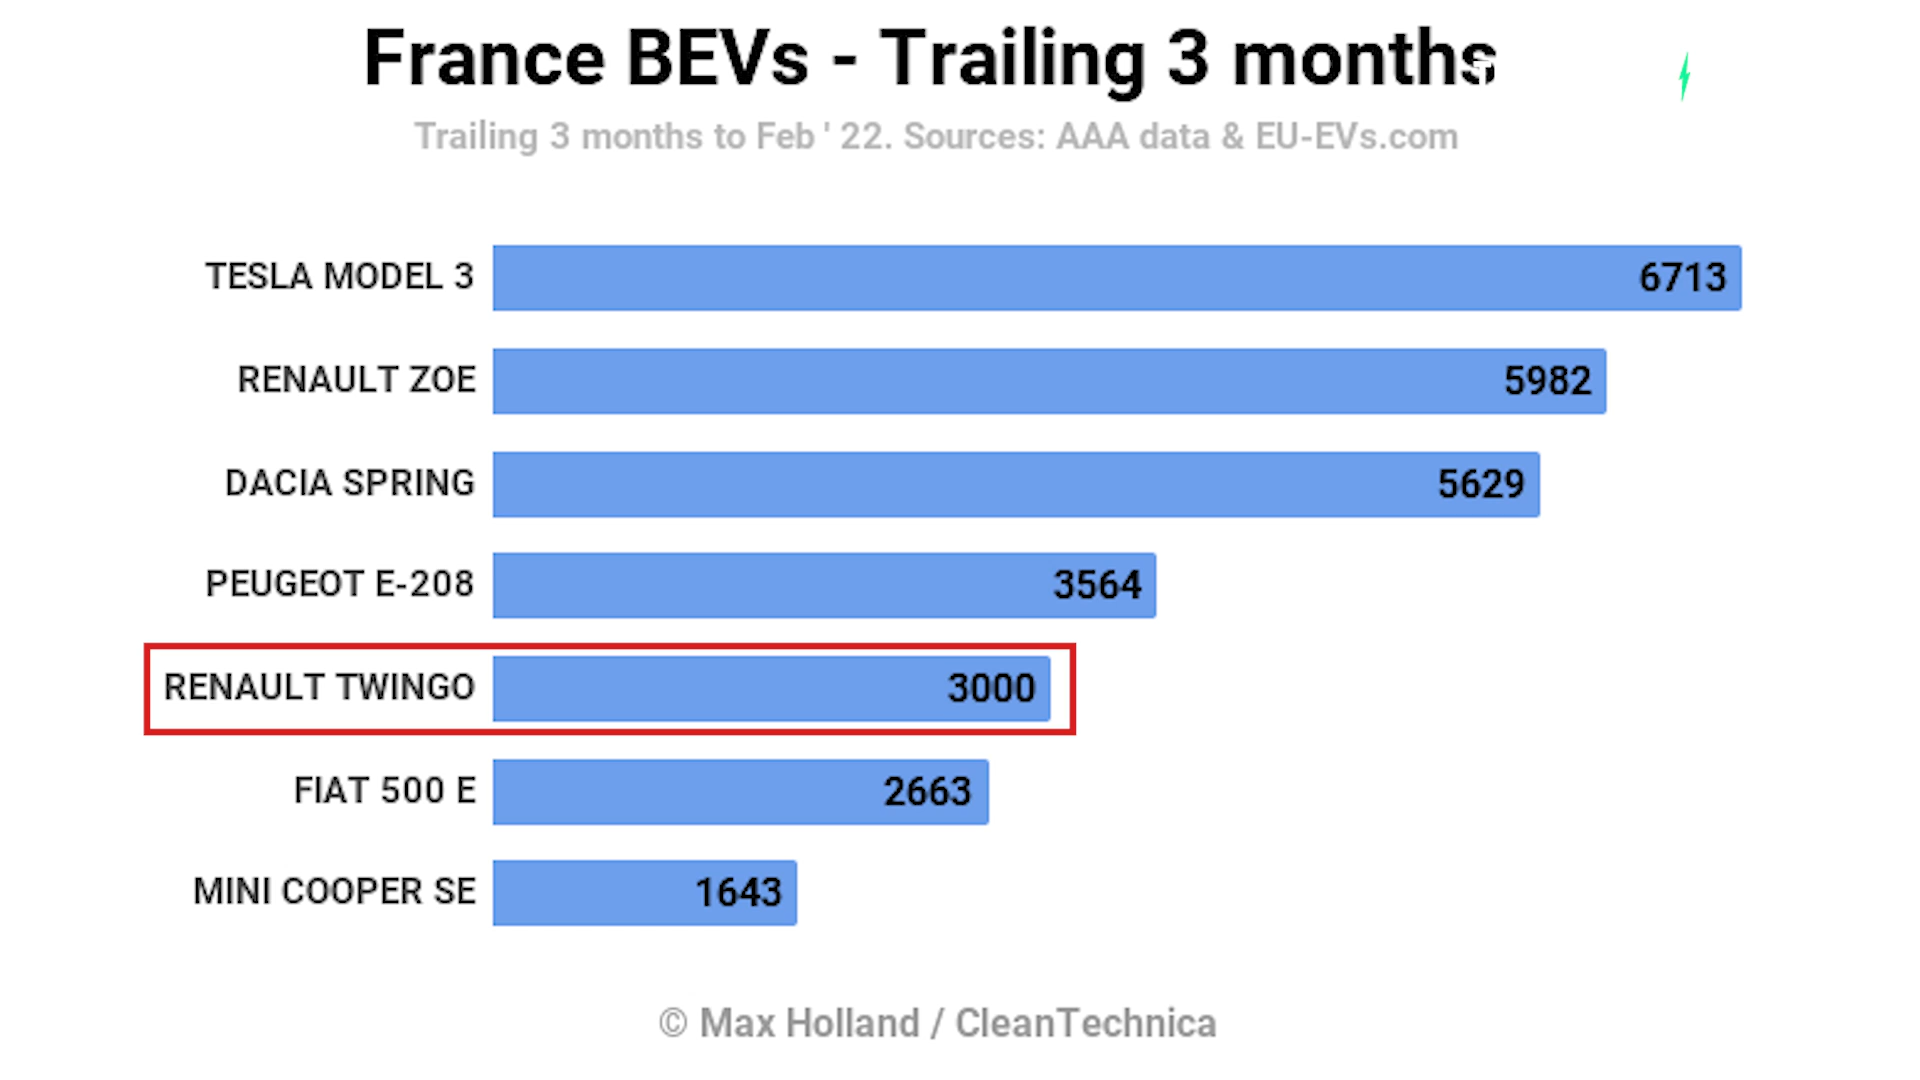 France BEVs - Trailing 3 months
Trailing 3 months to Feb ' 22. Sources: AAA data & EU-EVs.com
TESLA MODEL 3 6713
RENAULT ZOE 5982
DACIA SPRING 5629
PEUGEOT E-208 3564
RENAULT TWINGO 3000
FIAT 500 E 2663
MINI COOPER SE 1643
© Max Holland / CleanTechnica